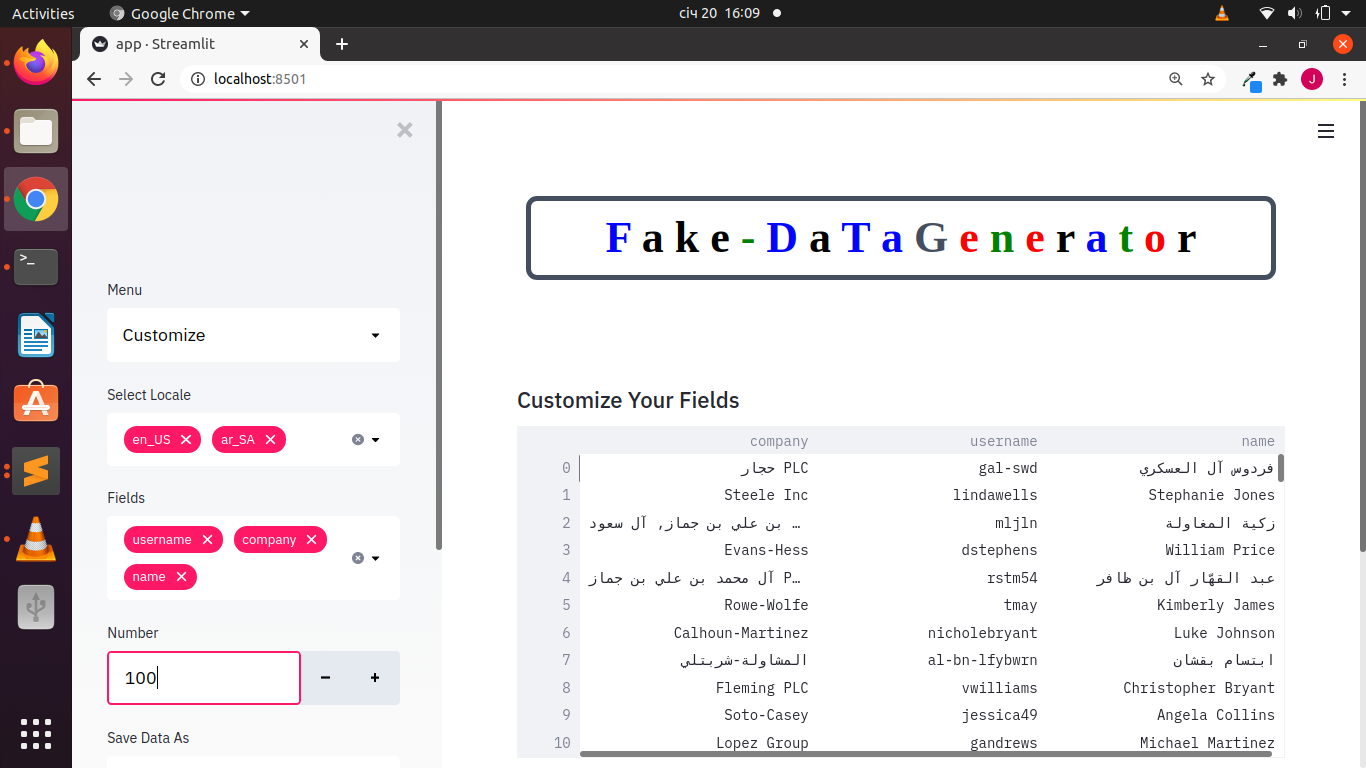 Activities Google Chrome січ 20 16:09
app · Streamlit
localhost:8501 J
Fake-DaTaGenerator
Menu
Customize
Select Locale
en_US ar_SA
Fields
username company
name
Number
100
Save Data As
Customize Your Fields
company username name
0 حجار PLC gal-swd فردوس آل العسكري
1 Steele Inc lindawells Stephanie Jones
2 بن علي بن جماز, آل سعود … mljln زكية المغاولة
3 Evans-Hess dstephens William Price
4 آل محمد بن علي بن جماز P… rstm54 عبد القهّار آل بن ظافر
5 Rowe-Wolfe tmay Kimberly James
6 Calhoun-Martinez nicholebryant Luke Johnson
7 المشاولة-شربتلي al-bn-lfybwrn ابتسام بقشان
8 Fleming PLC vwilliams Christopher Bryant
9 Soto-Casey jessica49 Angela Collins
10 Lopez Group gandrews Michael Martinez